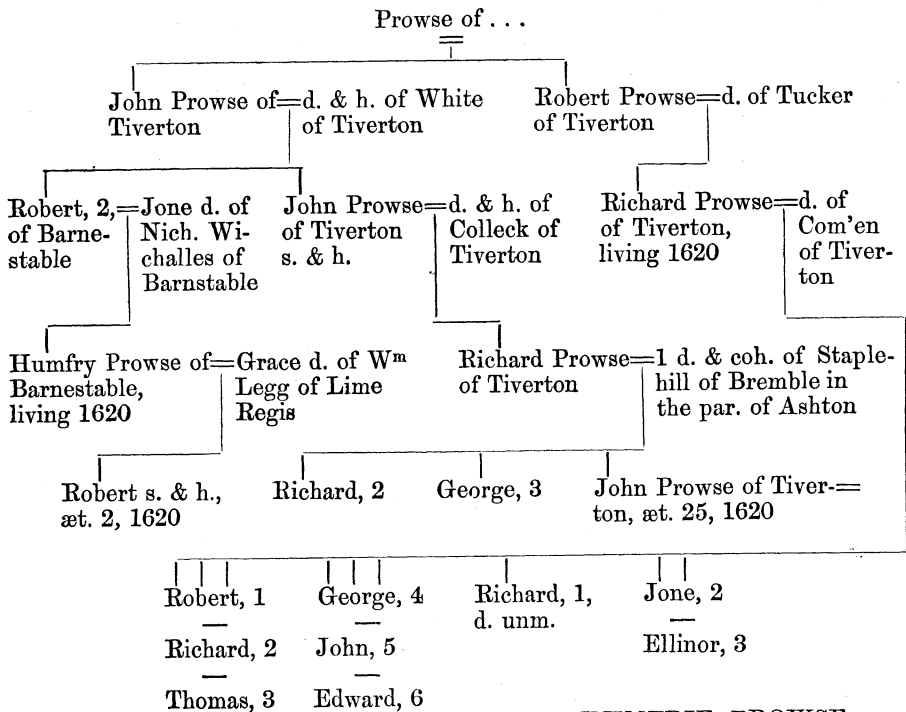 Prowse of . . .
John Prowse of=d. & h. of White
Tiverton of Tiverton
Robert Prowse=d. of Tucker
of Tiverton
Robert, 2,=Jone d. of
of Barne- Nich. Wi-
stable challes of
Barnstable
John Prowse=d. & h. of
of Tiverton Colleck of
s. & h. Tiverton
Richard Prowse=d. of
of Tiverton, Com'en
living 1620 of Tiver-
ton
Humfry Prowse of=Grace d. of Wm
Barnestable, Legg of Lime
living 1620 Regis
Richard Prowse=1 d. & coh. of Staple-
of Tiverton hill of Bremble in
the par. of Ashton
Robert s. & h.,
æt. 2, 1620
Richard, 2
George, 3
John Prowse of Tiver-=
ton, æt. 25, 1620
Robert, 1
Richard, 2
Thomas, 3
George, 4
John, 5
Edward, 6
Richard, 1,
d. unm.
Jone, 2
Ellinor, 3